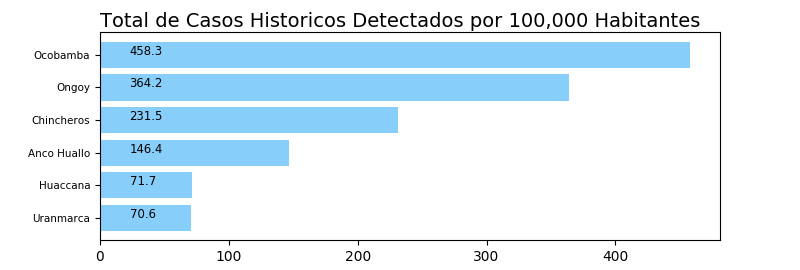 Total de Casos Historicos Detectados por 100,000 Habitantes
Ocobamba 458.3
Ongoy 364.2
Chincheros 231.5
Anco Huallo 146.4
Huaccana 71.7
Uranmarca 70.6
0 100 200 300 400